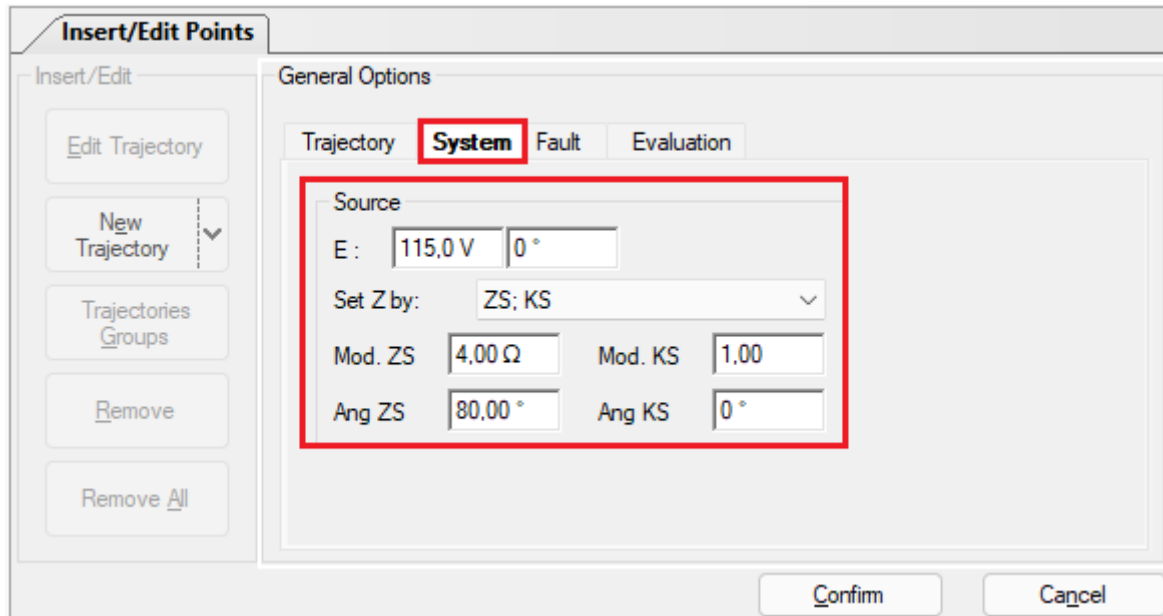 Insert/Edit Points
Insert/Edit
Edit Trajectory
New
Trajectory
Trajectories
Groups
Remove
Remove All
General Options
Trajectory System Fault Evaluation
Source
E : 115,0 V 0 °
Set Z by: ZS; KS
Mod. ZS 4,00 Ω Mod. KS 1,00
Ang ZS 80,00 ° Ang KS 0 °
Confirm Cancel